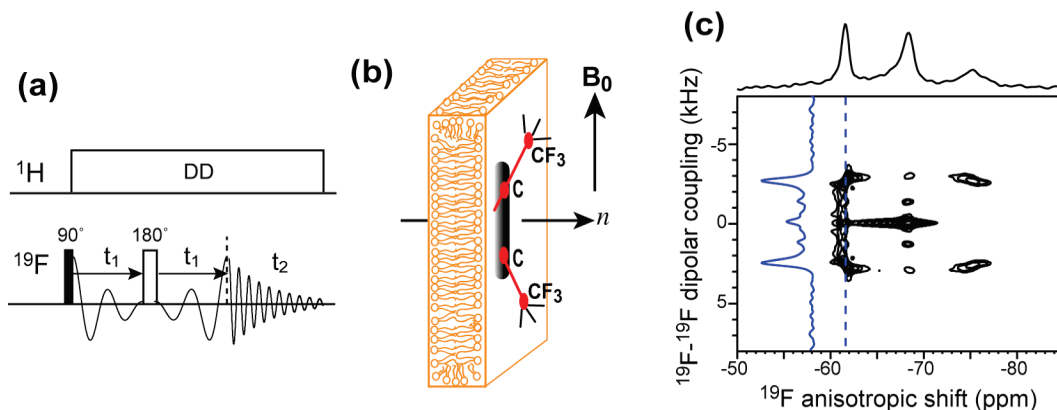 (a)
¹H
DD
90°
180°
t₁
t₁
t₂
¹⁹F
(b)
B₀
CF₃
C
n
C
CF₃
(c)
¹⁹F-¹⁹F dipolar coupling (kHz)
-5
0
5
-50
-60
-70
-80
¹⁹F anisotropic shift (ppm)